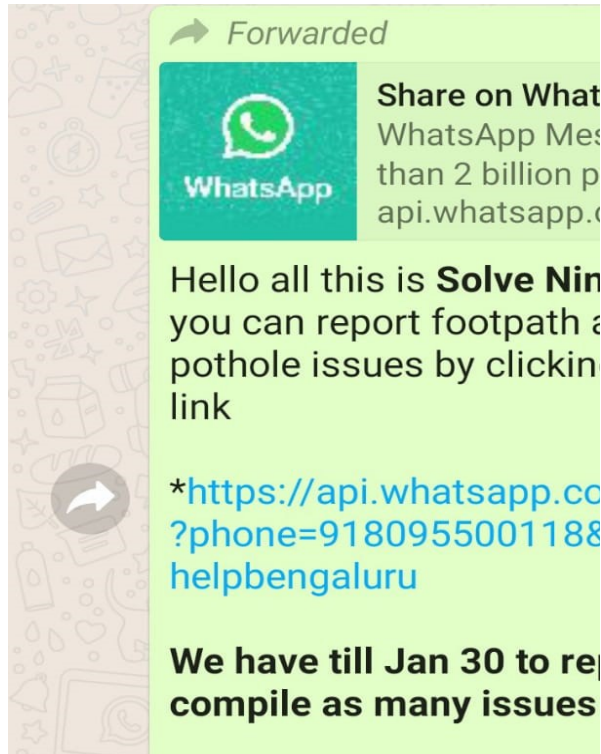 Forwarded
WhatsApp
Share on What
WhatsApp Mes
than 2 billion p
api.whatsapp.c
Hello all this is Solve Nin
you can report footpath a
pothole issues by clickin
link
*https://api.whatsapp.co
?phone=918095500118&
helpbengaluru
We have till Jan 30 to rep
compile as many issues